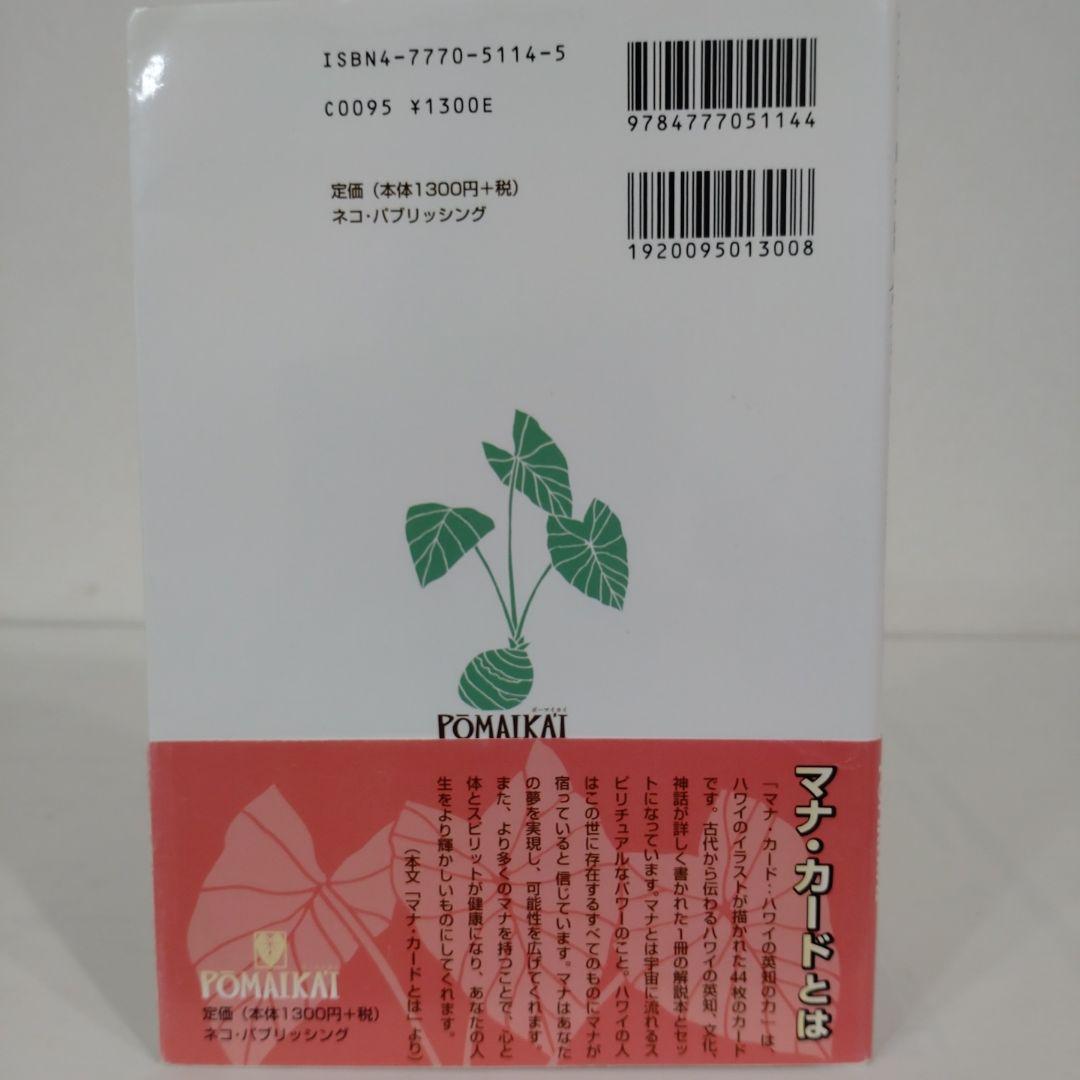 ISBN4-7770-5114-5
C0095 ¥1300E
9784777051144
定価（本体1300円+税）
ネコ・パブリッシング
1920095013008
ポーマイカイ
PŌMAIKA'I
マナ・カードとは
「マナ・カード：ハワイの英知の力」は、
ハワイのイラストが描かれた44枚のカード
です。古代から伝わるハワイの英知、文化、
神話が詳しく書かれた1冊の解説本とセッ
トになっています。マナとは宇宙に流れるス
ピリチュアルなパワーのこと。ハワイの人
はこの世に存在するすべてのものにマナが
宿っていると信じています。マナはあなた
の夢を実現し、可能性を広げてくれます。
また、より多くのマナを持つことで、心と
体とスピリットが健康になり、あなたの人
生をより輝かしいものにしてくれます。
（本文「マナ・カードとは」より）
PŌMAIKA'I
定価（本体1300円+税）
ネコ・パブリッシング